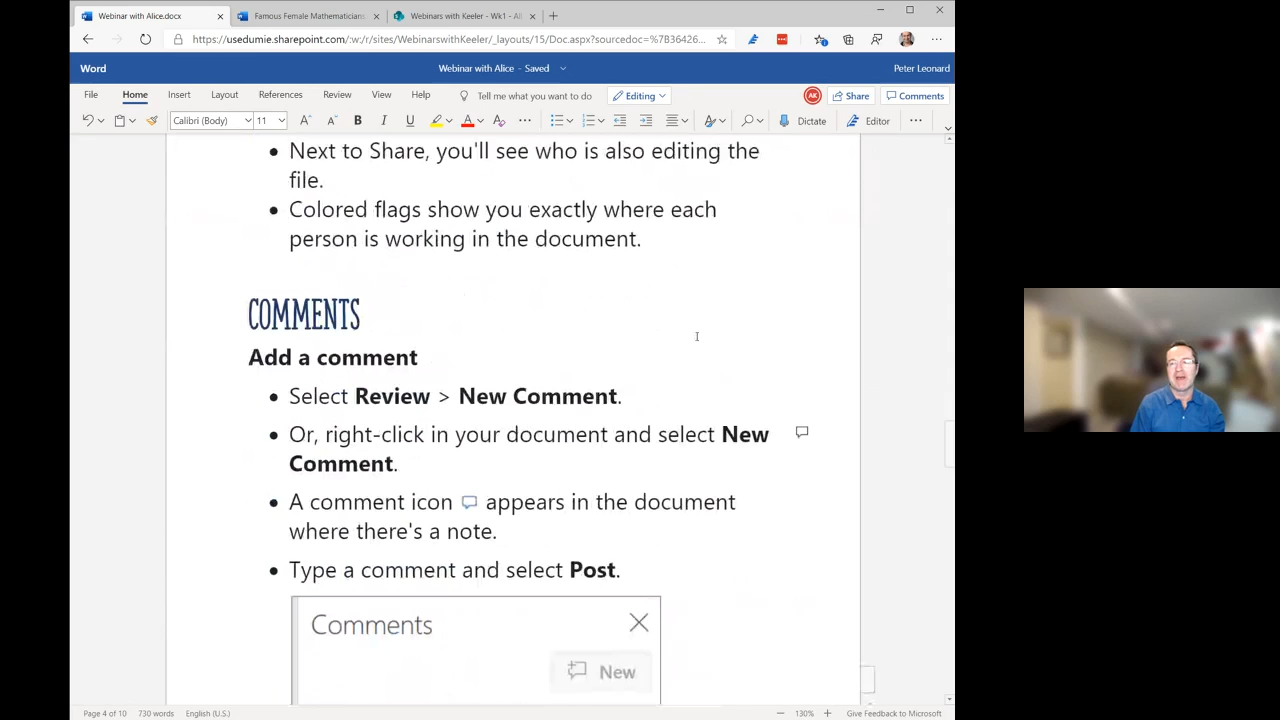 Webinar with Alice.docx
Famous Female Mathematicians
Webinars with Keeler - Wk1 - Al
https://usedumie.sharepoint.com/:w:/r/sites/WebinarswithKeeler/_layouts/15/Doc.aspx?sourcedoc=%7B36426...
Word
Webinar with Alice - Saved
Peter Leonard
File Home Insert Layout References Review View Help Tell me what you want to do Editing AK Share Comments
Calibri (Body) 11 B I U A Dictate Editor
Next to Share, you'll see who is also editing the
file.
Colored flags show you exactly where each
person is working in the document.
COMMENTS
Add a comment
Select Review > New Comment.
Or, right-click in your document and select New
Comment.
A comment icon appears in the document
where there's a note.
Type a comment and select Post.
Comments
New
Page 4 of 10 730 words English (U.S.) 130% Give Feedback to Microsoft